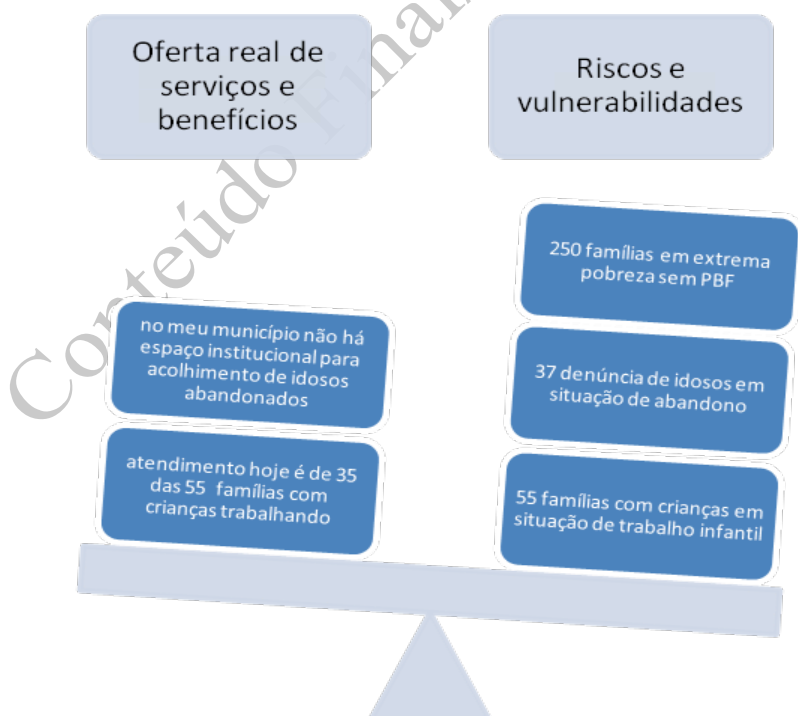 Oferta real de
serviços e
benefícios
Riscos e
vulnerabilidades
no meu município não há
espaço institucional para
acolhimento de idosos
abandonados
atendimento hoje é de 35
das 55 famílias com
crianças trabalhando
250 famílias em extrema
pobreza sem PBF
37 denúncia de idosos em
situação de abandono
55 famílias com crianças em
situação de trabalho infantil
Conteúdo